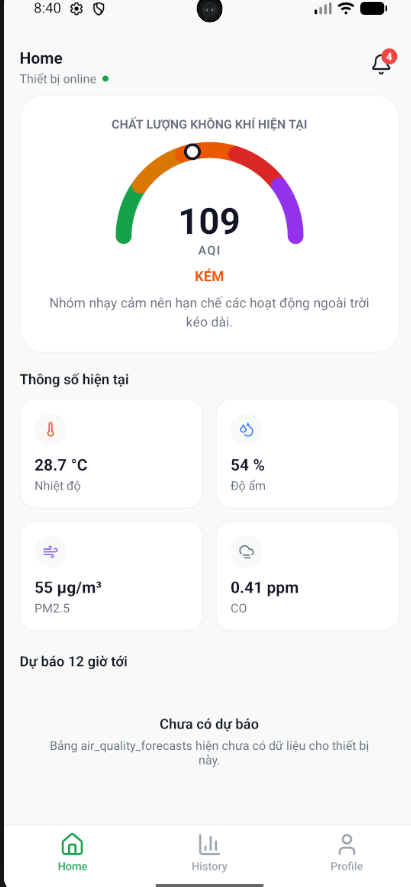 8:40
Home
4
Thiết bị online
CHẤT LƯỢNG KHÔNG KHÍ HIỆN TẠI
109
AQI
KÉM
Nhóm nhạy cảm nên hạn chế các hoạt động ngoài trời
kéo dài.
Thông số hiện tại
28.7 °C
Nhiệt độ
54 %
Độ ẩm
55 µg/m³
PM2.5
0.41 ppm
CO
Dự báo 12 giờ tới
Chưa có dự báo
Bảng air_quality_forecasts hiện chưa có dữ liệu cho thiết bị
này.
Home
History
Profile